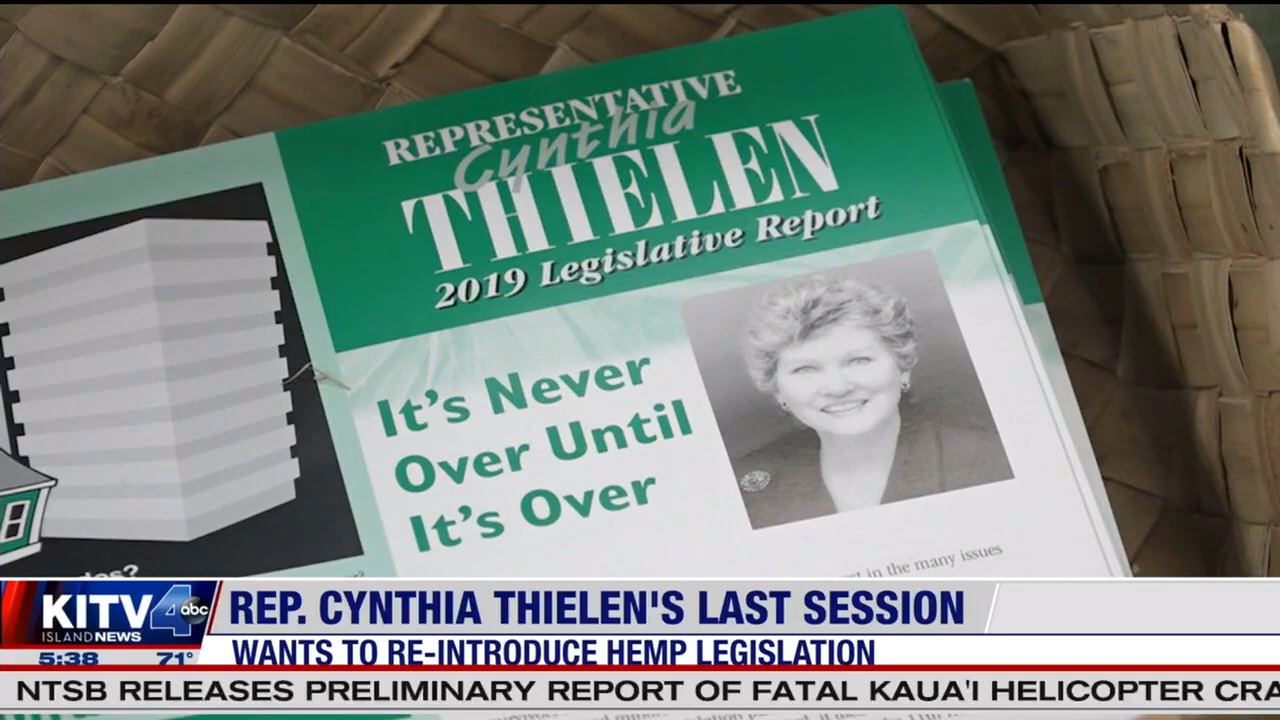 REPRESENTATIVE
Cynthia
THIELEN
2019 Legislative Report
It's Never
Over Until
It's Over
in the many issues
KITV 4 abc
ISLAND NEWS
5:38 71°
REP. CYNTHIA THIELEN'S LAST SESSION
WANTS TO RE-INTRODUCE HEMP LEGISLATION
NTSB RELEASES PRELIMINARY REPORT OF FATAL KAUA'I HELICOPTER CRA